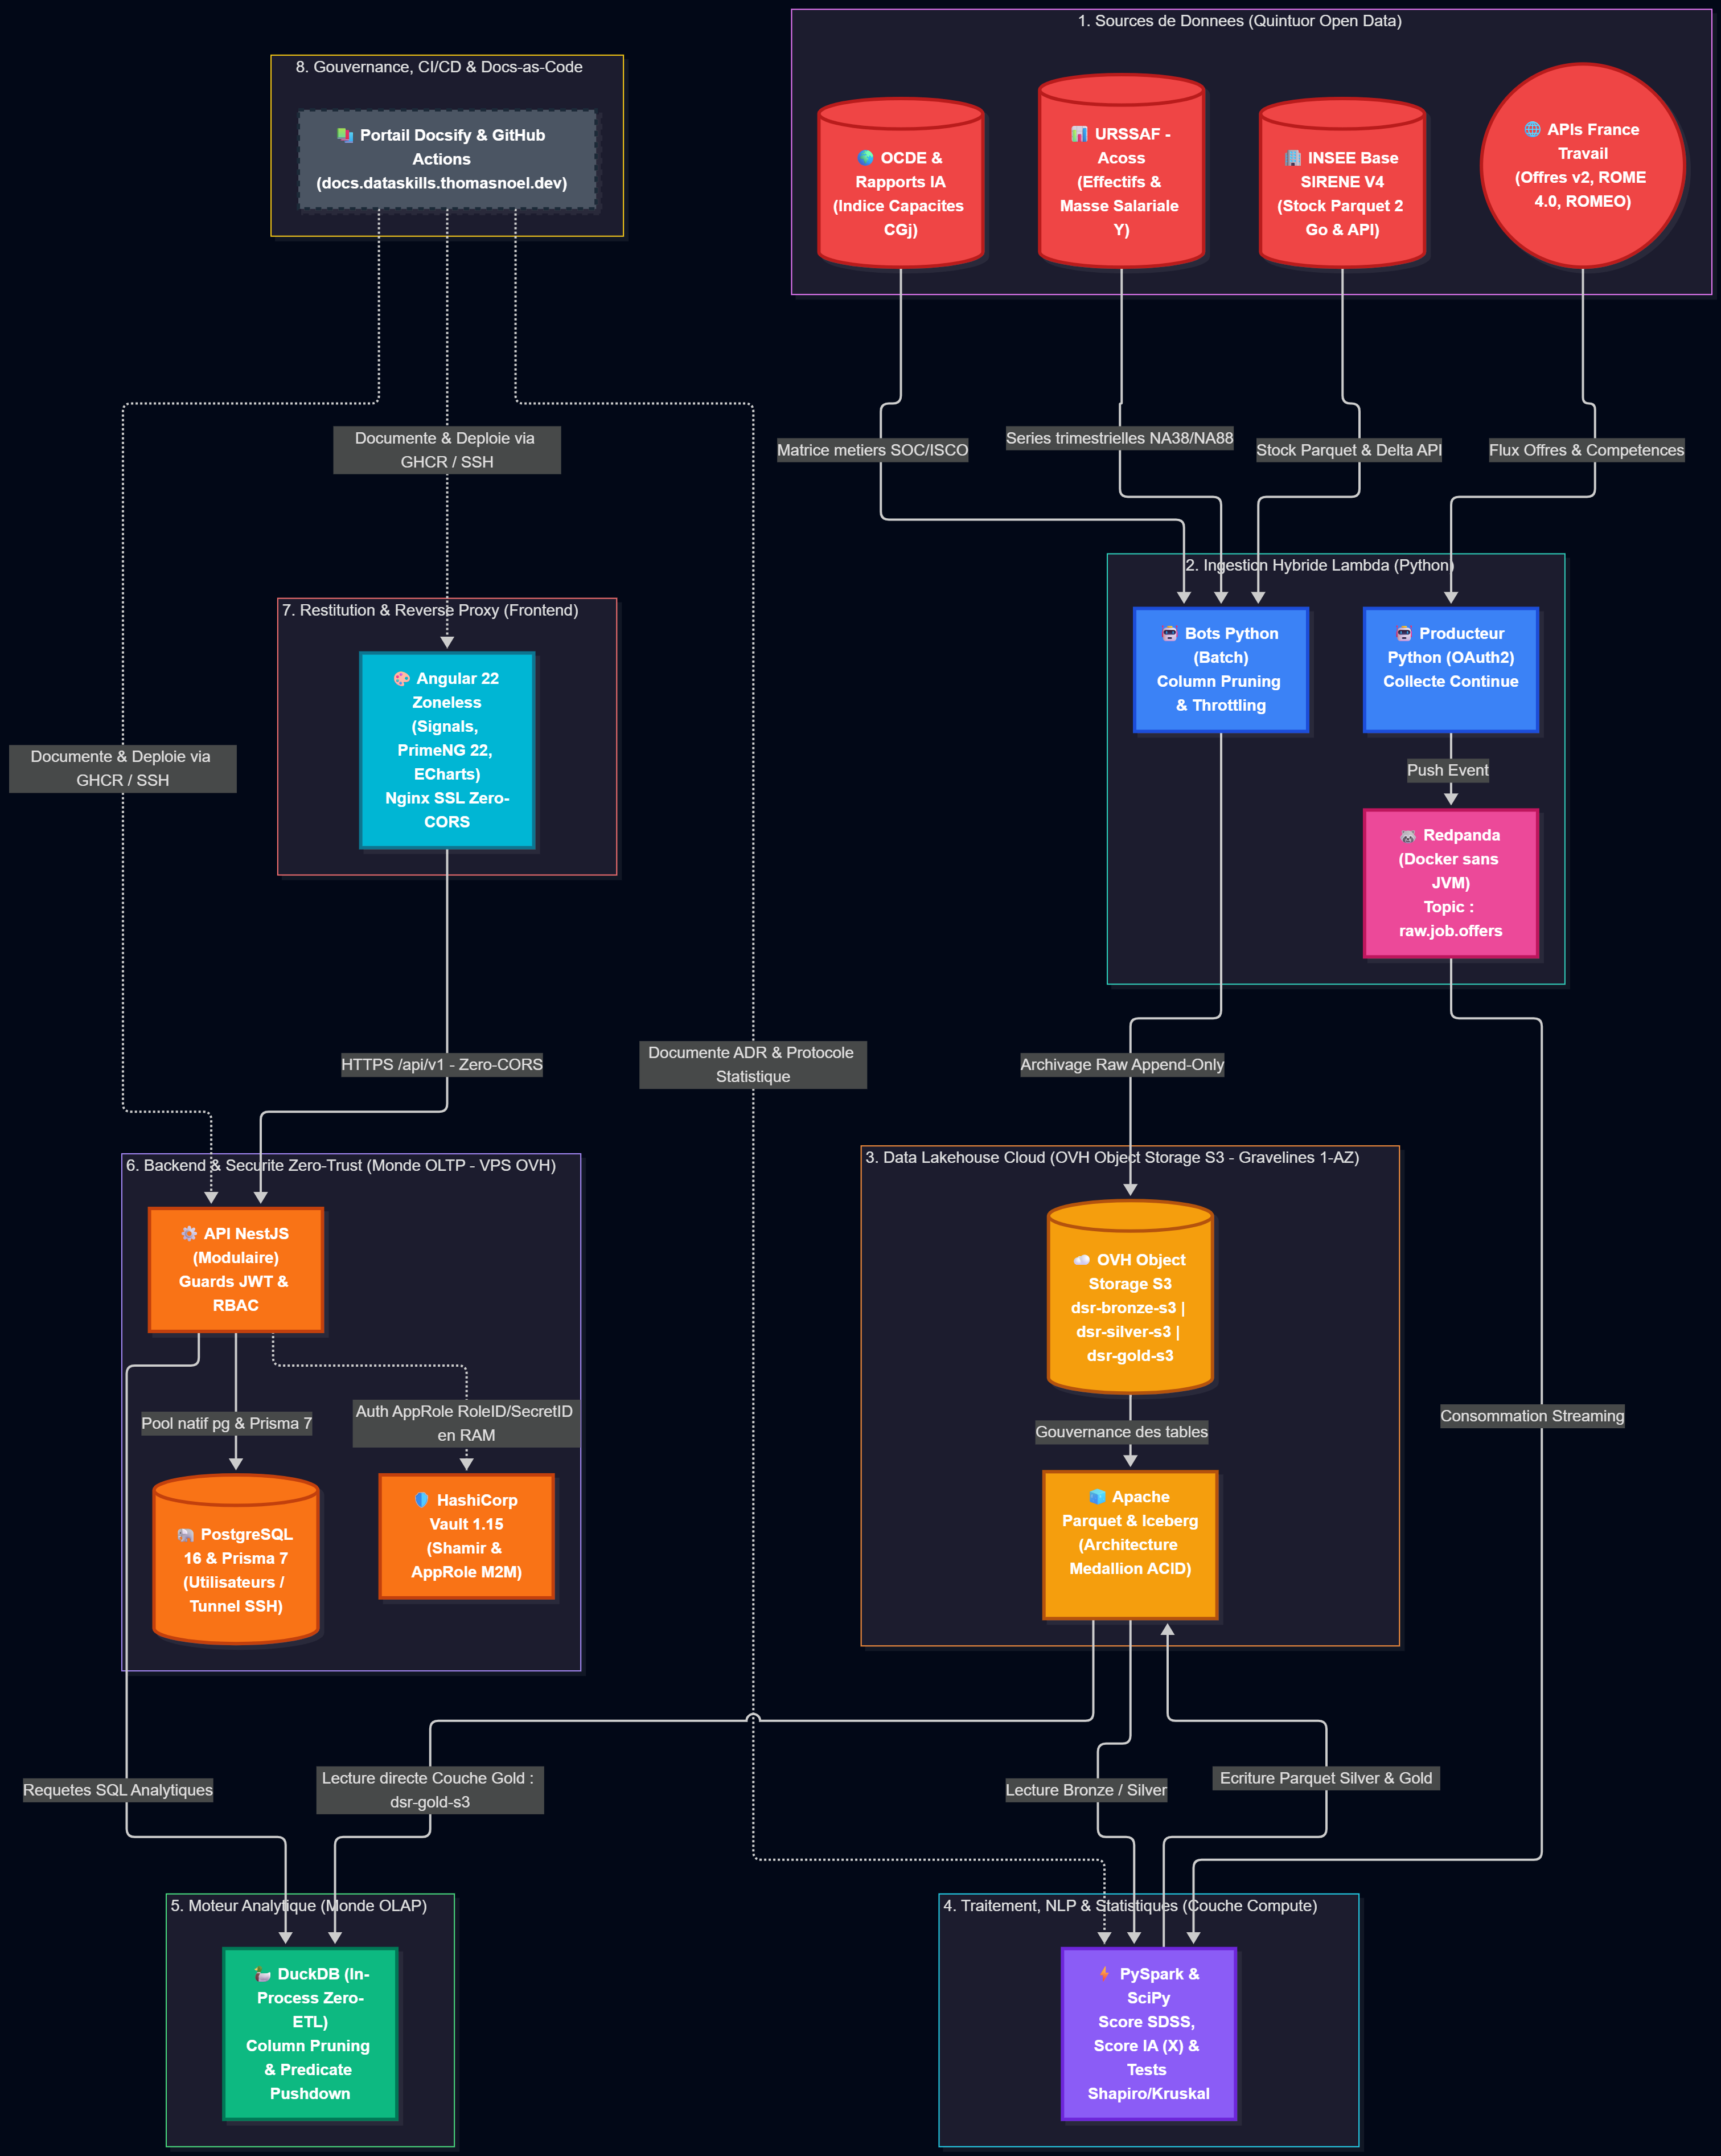 1. Sources de Donnees (Quintuor Open Data)
OCDE &
Rapports IA
(Indice Capacites
CGj)
URSSAF -
Acoss
(Effectifs &
Masse Salariale
Y)
INSEE Base
SIRENE V4
(Stock Parquet 2
Go & API)
APIs France
Travail
(Offres v2, ROME
4.0, ROMEO)
8. Gouvernance, CI/CD & Docs-as-Code
Portail Docsify & GitHub
Actions
(docs.dataskills.thomasnoel.dev)
Documente & Deploie via
GHCR / SSH
Matrice metiers SOC/ISCO
Series trimestrielles NA38/NA88
Stock Parquet & Delta API
Flux Offres & Competences
2. Ingestion Hybride Lambda (Python)
Bots Python
(Batch)
Column Pruning
& Throttling
Producteur
Python (OAuth2)
Collecte Continue
Push Event
Redpanda
(Docker sans
JVM)
Topic :
raw.job.offers
7. Restitution & Reverse Proxy (Frontend)
Angular 22
Zoneless
(Signals,
PrimeNG 22,
ECharts)
Nginx SSL Zero-
CORS
Documente & Deploie via
GHCR / SSH
HTTPS /api/v1 - Zero-CORS
Documente ADR & Protocole
Statistique
Archivage Raw Append-Only
6. Backend & Securite Zero-Trust (Monde OLTP - VPS OVH)
API NestJS
(Modulaire)
Guards JWT &
RBAC
Pool natif pg & Prisma 7
Auth AppRole RoleID/SecretID
en RAM
PostgreSQL
16 & Prisma 7
(Utilisateurs /
Tunnel SSH)
HashiCorp
Vault 1.15
(Shamir &
AppRole M2M)
3. Data Lakehouse Cloud (OVH Object Storage S3 - Gravelines 1-AZ)
OVH Object
Storage S3
dsr-bronze-s3 |
dsr-silver-s3 |
dsr-gold-s3
Gouvernance des tables
Apache
Parquet & Iceberg
(Architecture
Medallion ACID)
Consommation Streaming
Requetes SQL Analytiques
Lecture directe Couche Gold :
dsr-gold-s3
Lecture Bronze / Silver
Ecriture Parquet Silver & Gold
5. Moteur Analytique (Monde OLAP)
DuckDB (In-
Process Zero-
ETL)
Column Pruning
& Predicate
Pushdown
4. Traitement, NLP & Statistiques (Couche Compute)
PySpark &
SciPy
Score SDSS,
Score IA (X) &
Tests
Shapiro/Kruskal